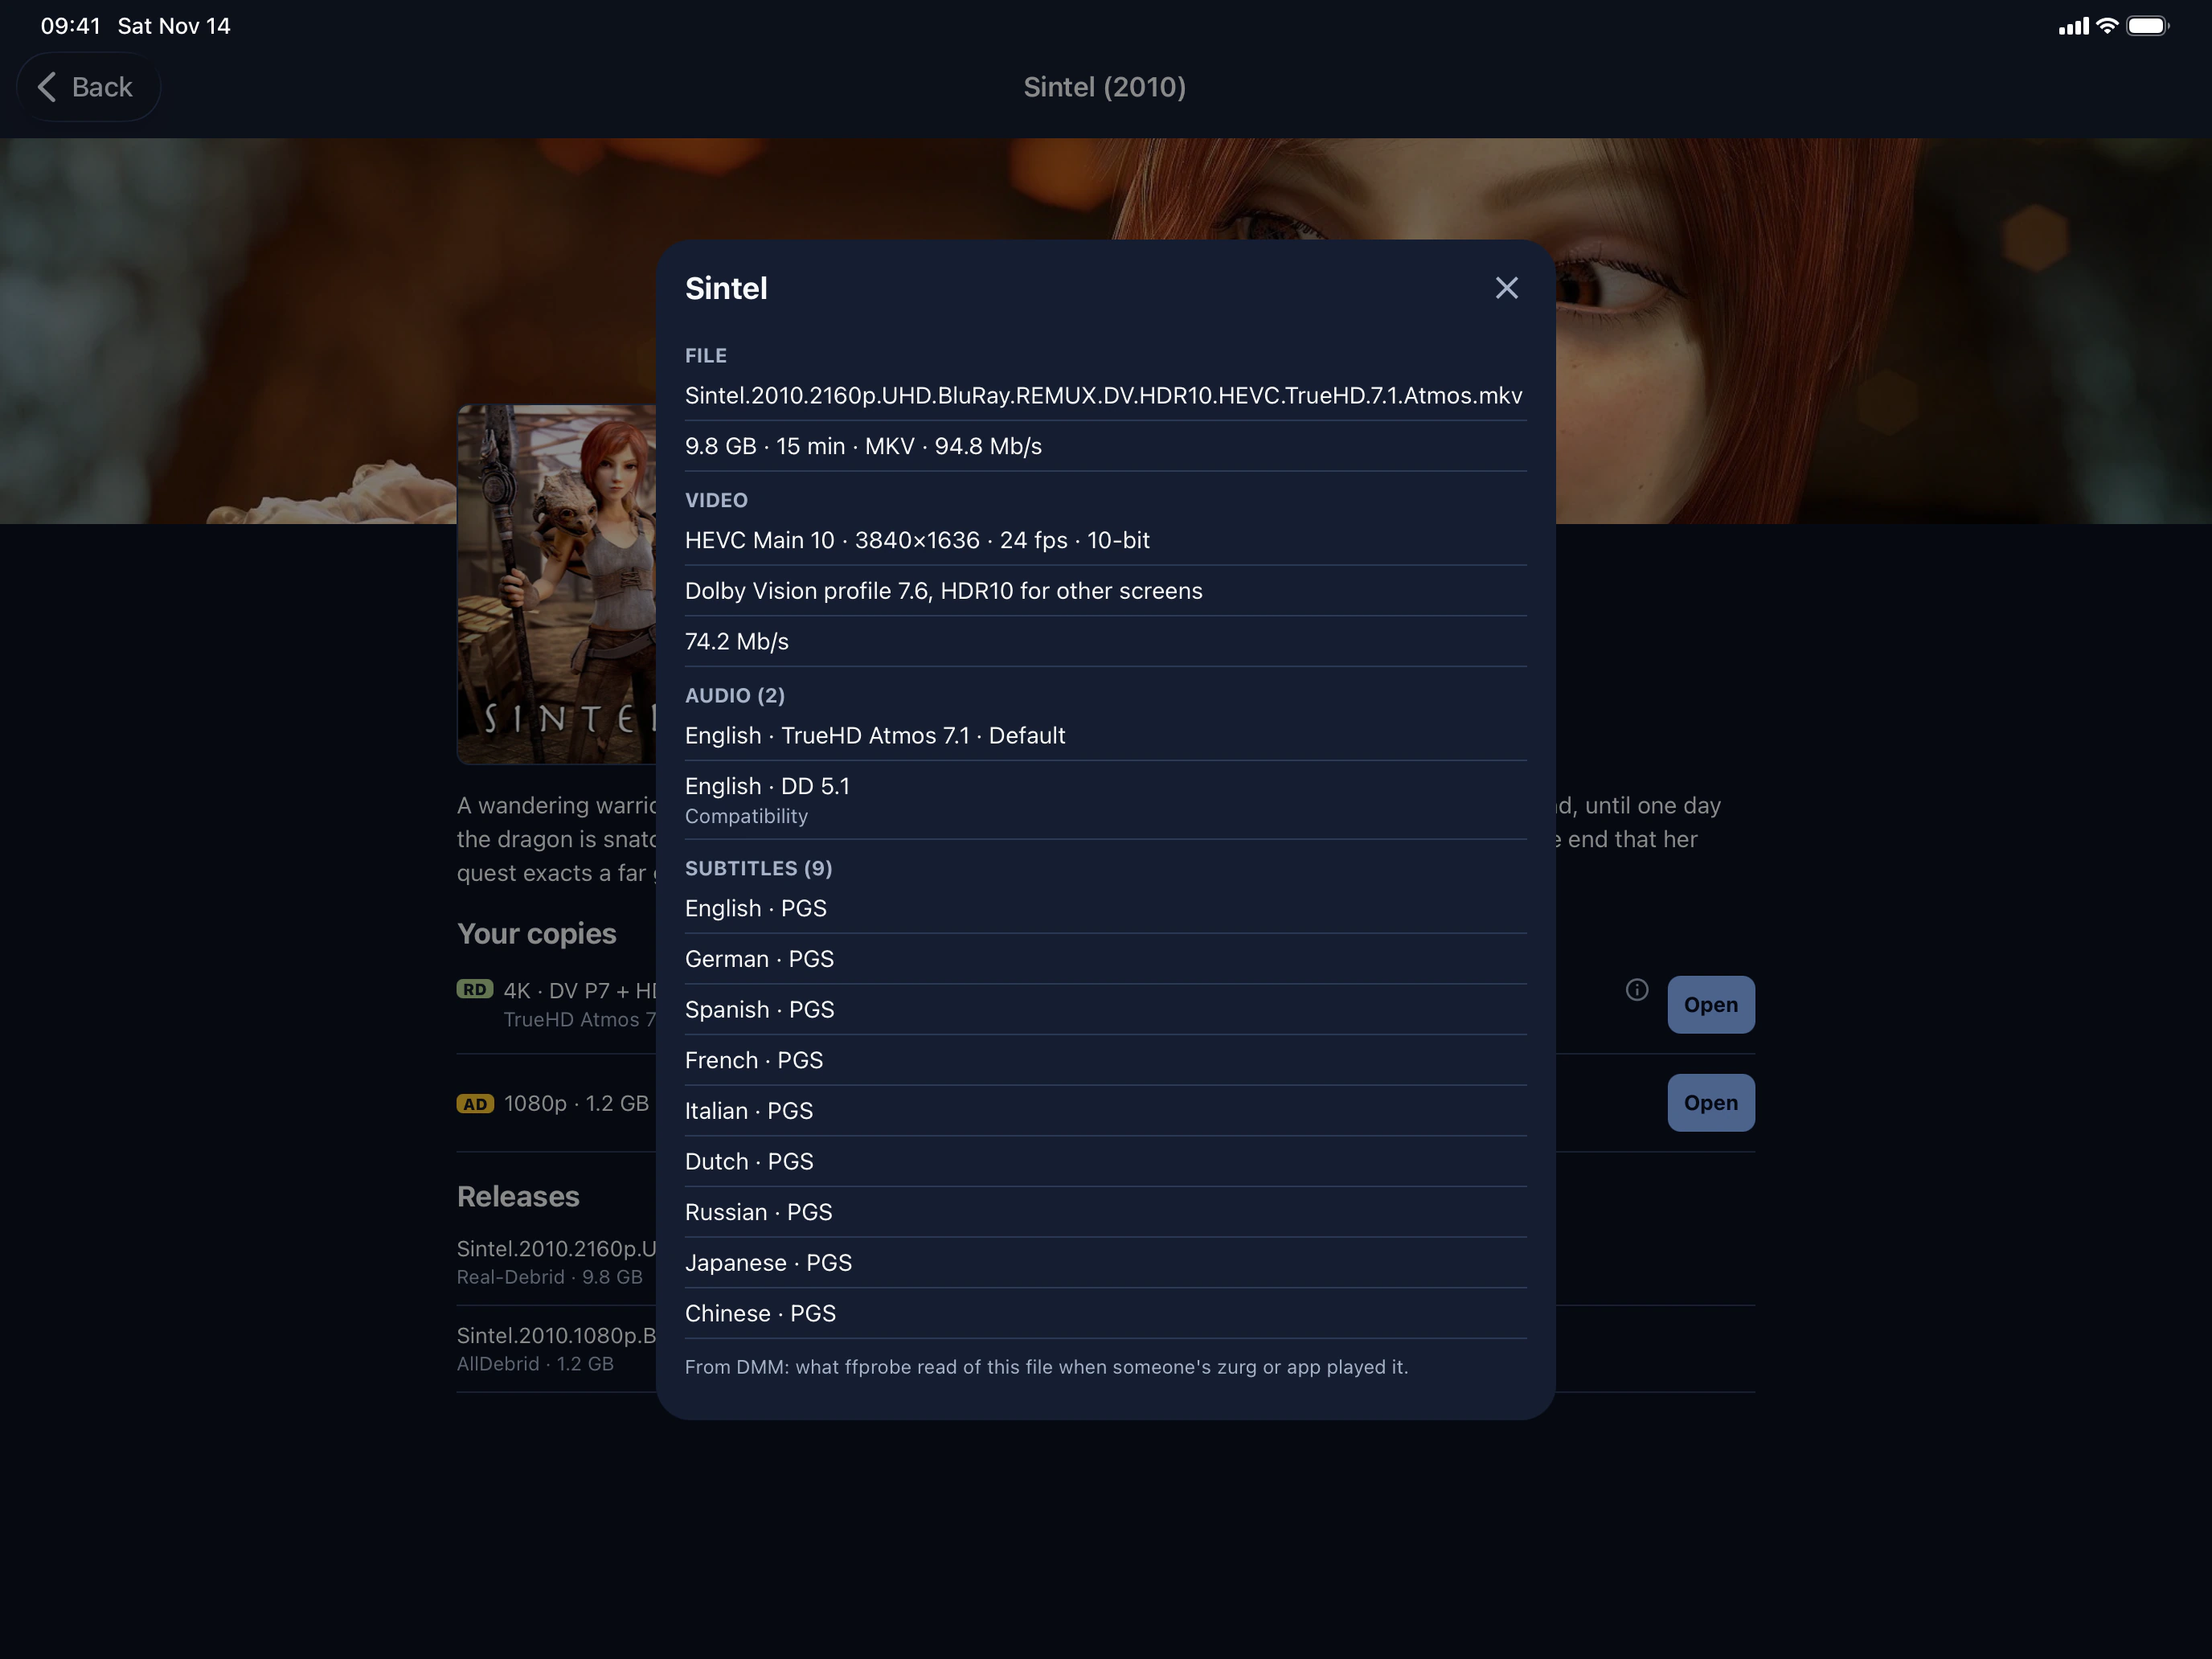 09:41 Sat Nov 14
Back
Sintel (2010)
Sintel
FILE
Sintel.2010.2160p.UHD.BluRay.REMUX.DV.HDR10.HEVC.TrueHD.7.1.Atmos.mkv
9.8 GB · 15 min · MKV · 94.8 Mb/s
VIDEO
HEVC Main 10 · 3840×1636 · 24 fps · 10-bit
Dolby Vision profile 7.6, HDR10 for other screens
74.2 Mb/s
AUDIO (2)
English · TrueHD Atmos 7.1 · Default
English · DD 5.1
Compatibility
SUBTITLES (9)
English · PGS
German · PGS
Spanish · PGS
French · PGS
Italian · PGS
Dutch · PGS
Russian · PGS
Japanese · PGS
Chinese · PGS
From DMM: what ffprobe read of this file when someone's zurg or app played it.
A wandering
the dragon is
quest exacts a far
until one day
end that her
Your copies
RD 4K · DV P7 +
TrueHD Atmos
Open
AD 1080p · 1.2 GB
Open
Releases
Sintel.2010.2160p.U
Real-Debrid · 9.8 GB
Sintel.2010.1080p.B
AllDebrid · 1.2 GB